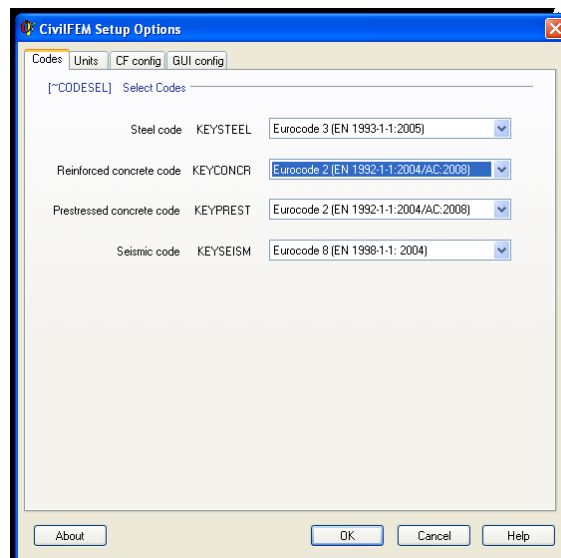 CivilFEM Setup Options
Codes Units CF config GUI config
[~CODESEL] Select Codes
Steel code KEYSTEEL Eurocode 3 (EN 1993-1-1:2005)
Reinforced concrete code KEYCONCR Eurocode 2 (EN 1992-1-1:2004/AC:2008)
Prestressed concrete code KEYPREST Eurocode 2 (EN 1992-1-1:2004/AC:2008)
Seismic code KEYSEISM Eurocode 8 (EN 1998-1-1: 2004)
About OK Cancel Help